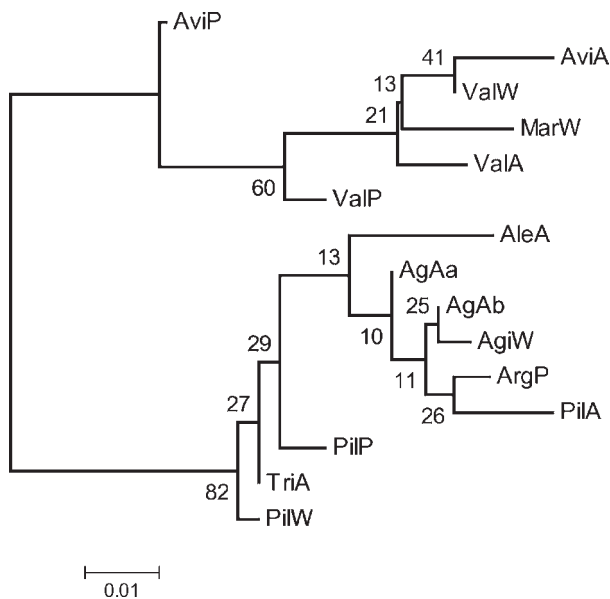 AviP
41
AviA
13
ValW
21
MarW
ValA
60
ValP
AleA
13
AgAa
25
AgAb
10
AgiW
29
11
ArgP
26
PilA
27
PilP
TriA
82
PilW
0.01